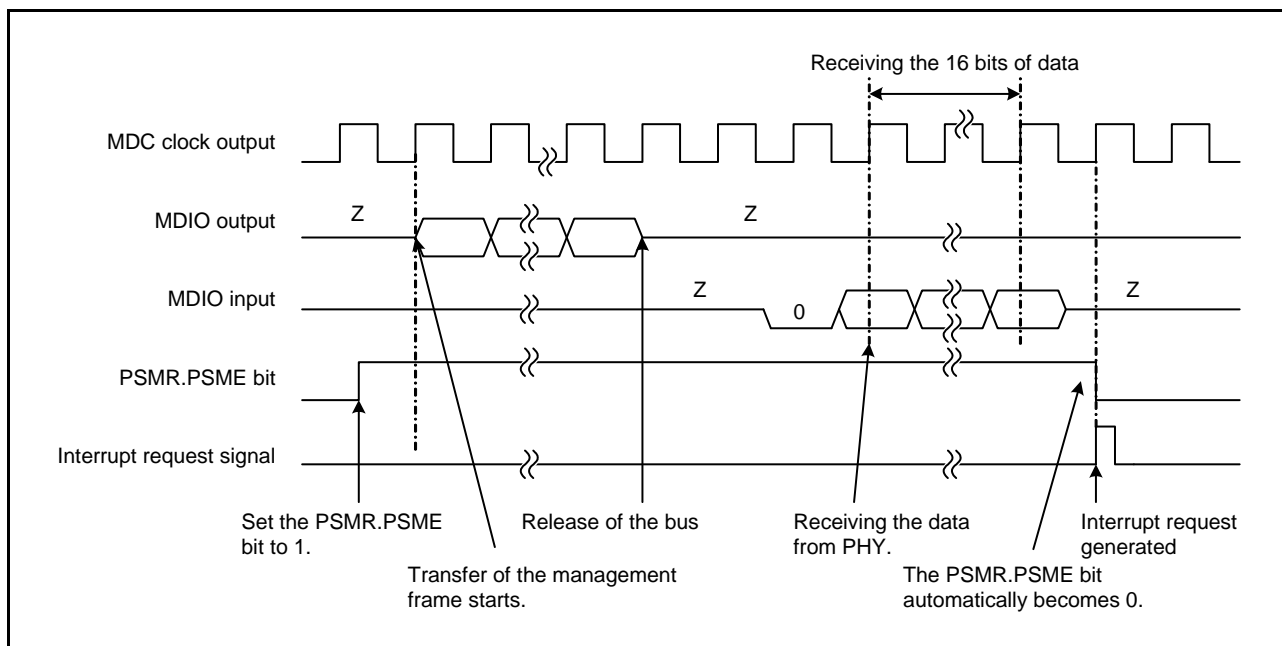 Receiving the 16 bits of data
MDC clock output
MDIO output
Z
Z
MDIO input
Z
0
Z
PSMR.PSME bit
Interrupt request signal
Set the PSMR.PSME
bit to 1.
Release of the bus
Receiving the data
from PHY.
Interrupt request
generated
Transfer of the management
frame starts.
The PSMR.PSME bit
automatically becomes 0.